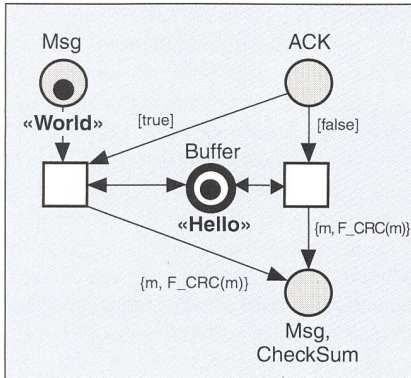 Msg
ACK
«World»
[true]
[false]
Buffer
«Hello»
{m, F_CRC(m)}
{m, F_CRC(m)}
Msg,
CheckSum